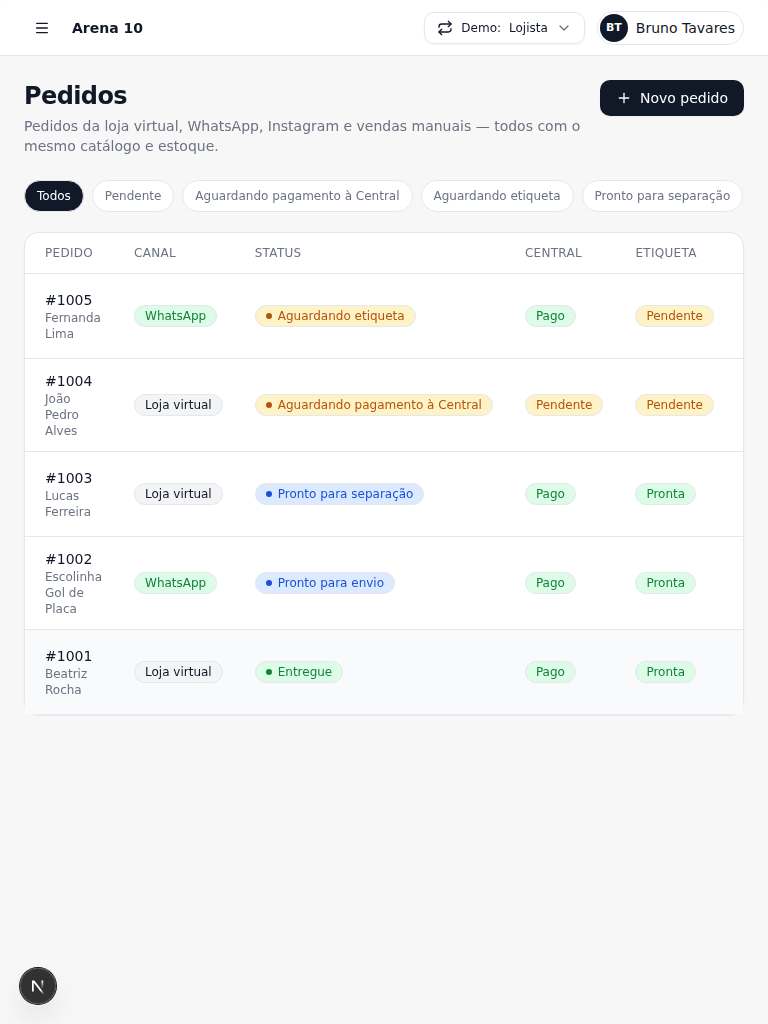 Arena 10
Demo: Lojista
BT
Bruno Tavares
Pedidos
Novo pedido
Pedidos da loja virtual, WhatsApp, Instagram e vendas manuais — todos com o
mesmo catálogo e estoque.
Todos
Pendente
Aguardando pagamento à Central
Aguardando etiqueta
Pronto para separação
PEDIDO CANAL STATUS CENTRAL ETIQUETA
#1005
Fernanda
Lima
WhatsApp
Aguardando etiqueta
Pago
Pendente
#1004
João
Pedro
Alves
Loja virtual
Aguardando pagamento à Central
Pendente
Pendente
#1003
Lucas
Ferreira
Loja virtual
Pronto para separação
Pago
Pronta
#1002
Escolinha
Gol de
Placa
WhatsApp
Pronto para envio
Pago
Pronta
#1001
Beatriz
Rocha
Loja virtual
Entregue
Pago
Pronta
N